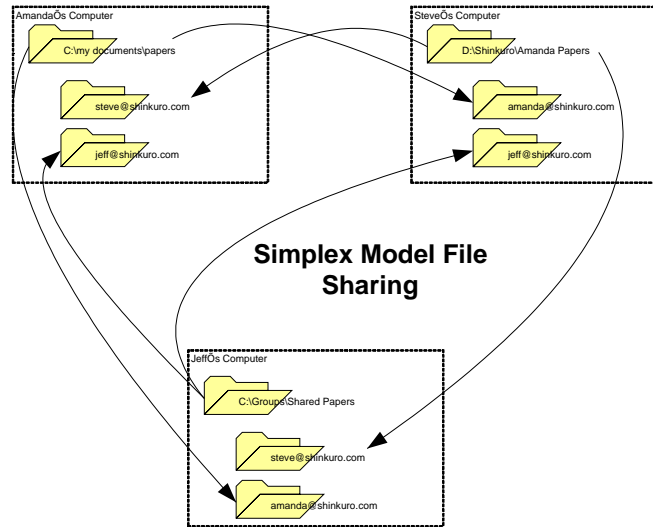 AmandaÕs Computer
C:\my documents\papers
steve@shinkuro.com
jeff@shinkuro.com
SteveÕs Computer
D:\Shinkuro\Amanda Papers
amanda@shinkuro.com
jeff@shinkuro.com
Simplex Model File
Sharing
JeffÕs Computer
C:\Groups\Shared Papers
steve@shinkuro.com
amanda@shinkuro.com